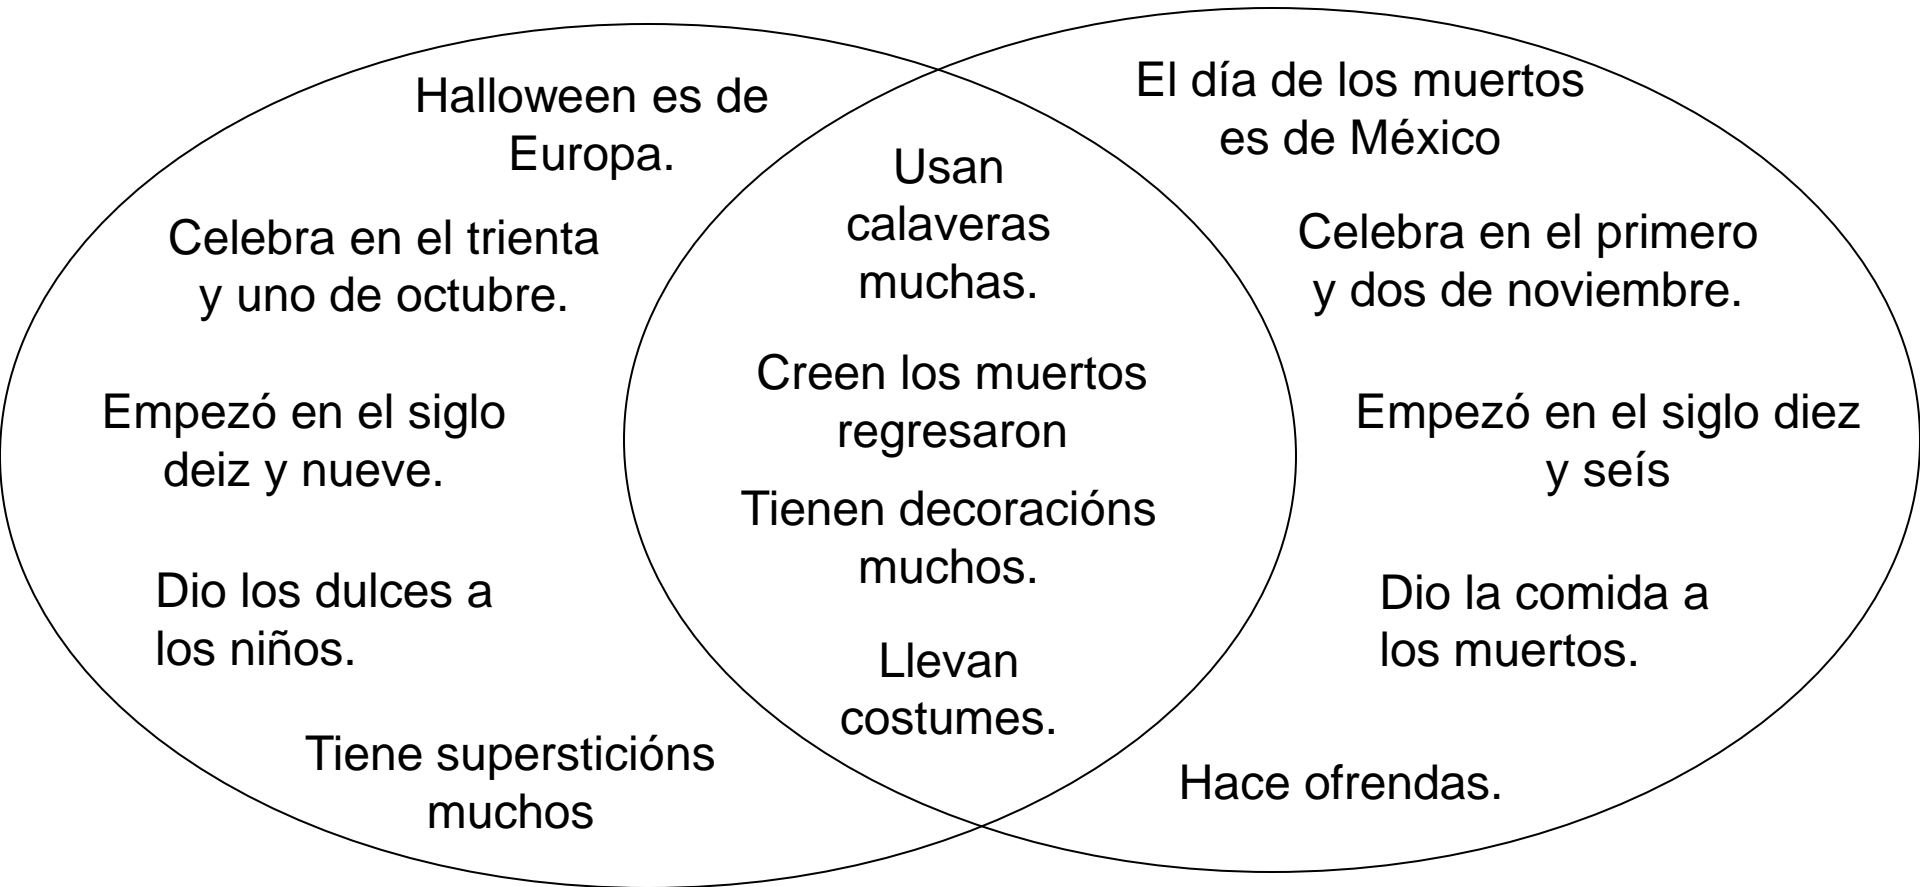 Halloween es de
Europa.
Celebra en el trienta
y uno de octubre.
Empezó en el siglo
deiz y nueve.
Dio los dulces a
los niños.
Tiene supersticións
muchos
Usan
calaveras
muchas.
Creen los muertos
regresaron
Tienen decoracións
muchos.
Llevan
costumes.
El día de los muertos
es de México
Celebra en el primero
y dos de noviembre.
Empezó en el siglo diez
y seís
Dio la comida a
los muertos.
Hace ofrendas.